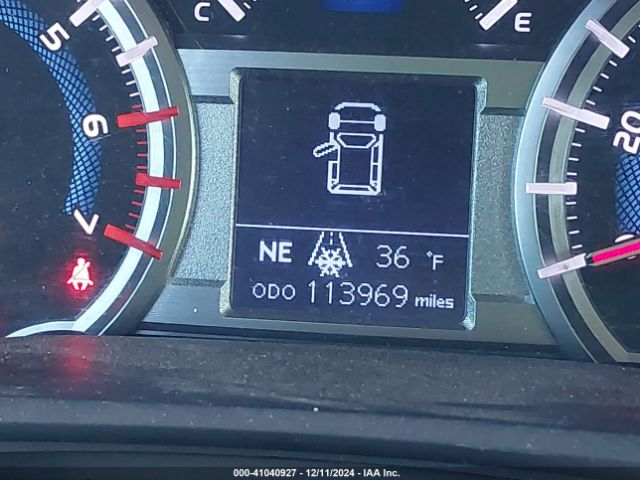 C
E
5
6
7
20
NE 36 °F
ODO 113969 miles
000-41040927 - 12/11/2024 - IAA Inc.